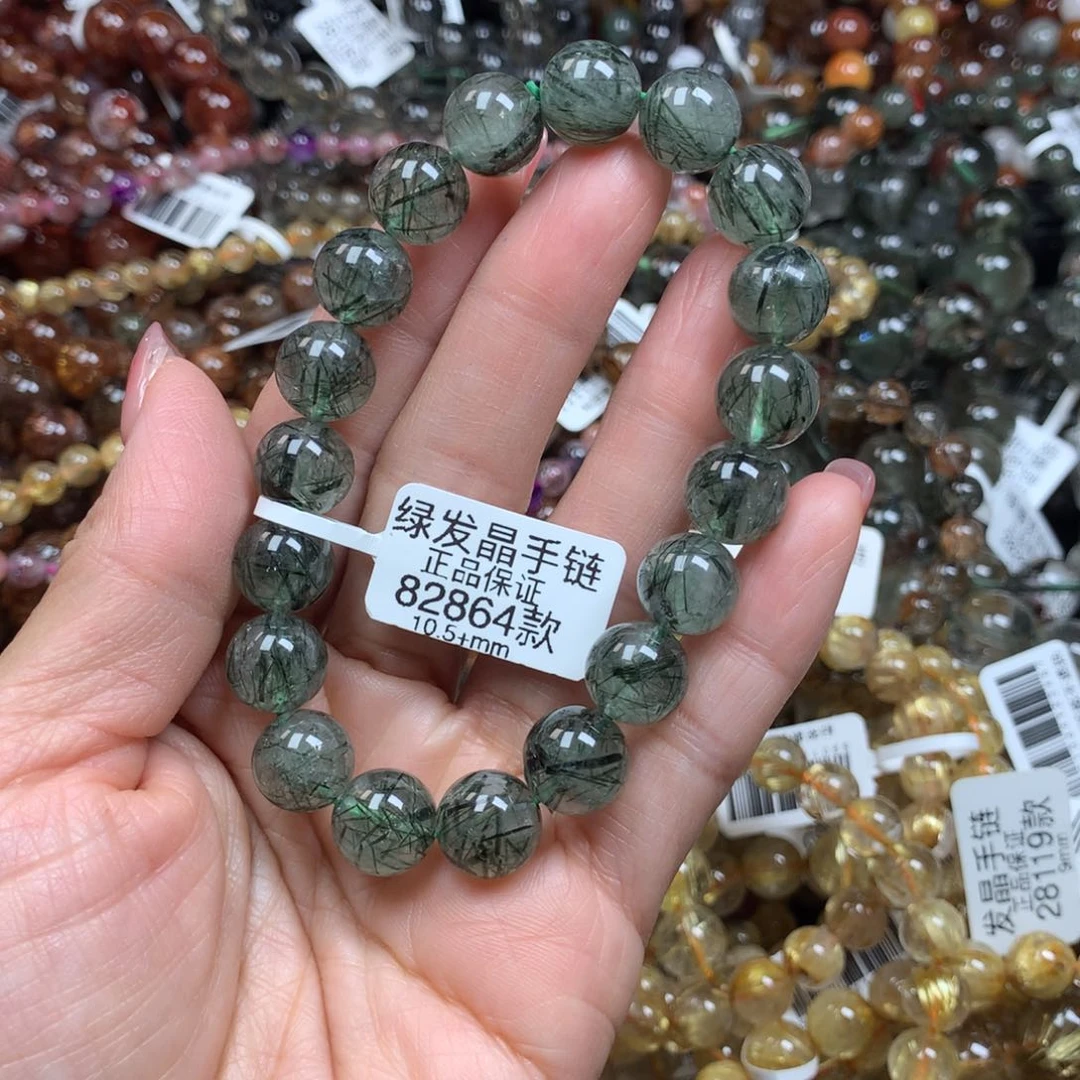 绿发晶手链
正品保证
82864款
10.5+mm
发晶手链
正品保证
28119款
9mm